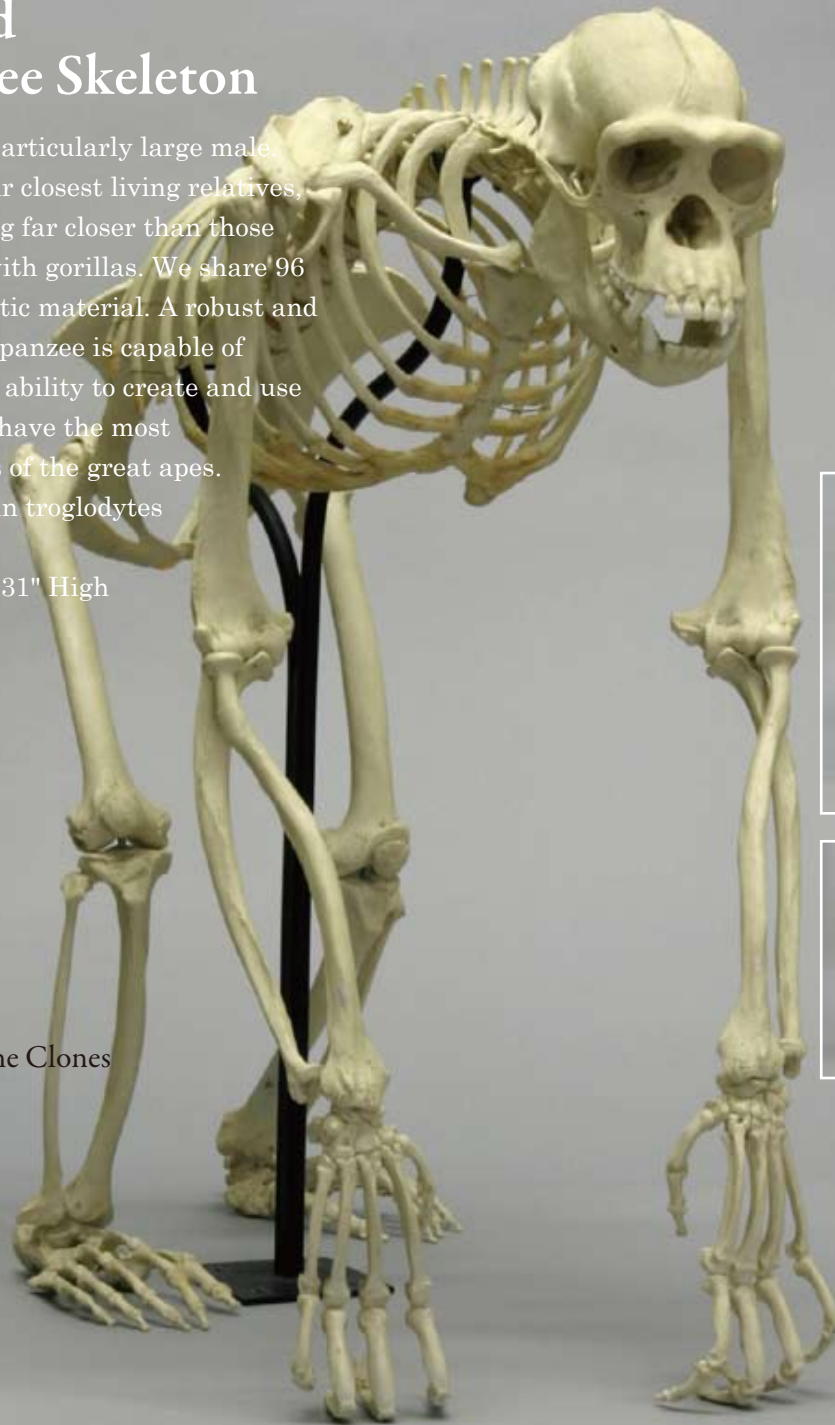 d
ee Skeleton
articularly large male.
r closest living relatives,
g far closer than those
with gorillas. We share 96
tic material. A robust and
panzee is capable of
ability to create and use
have the most
s of the great apes.
n troglodytes
31" High
ne Clones